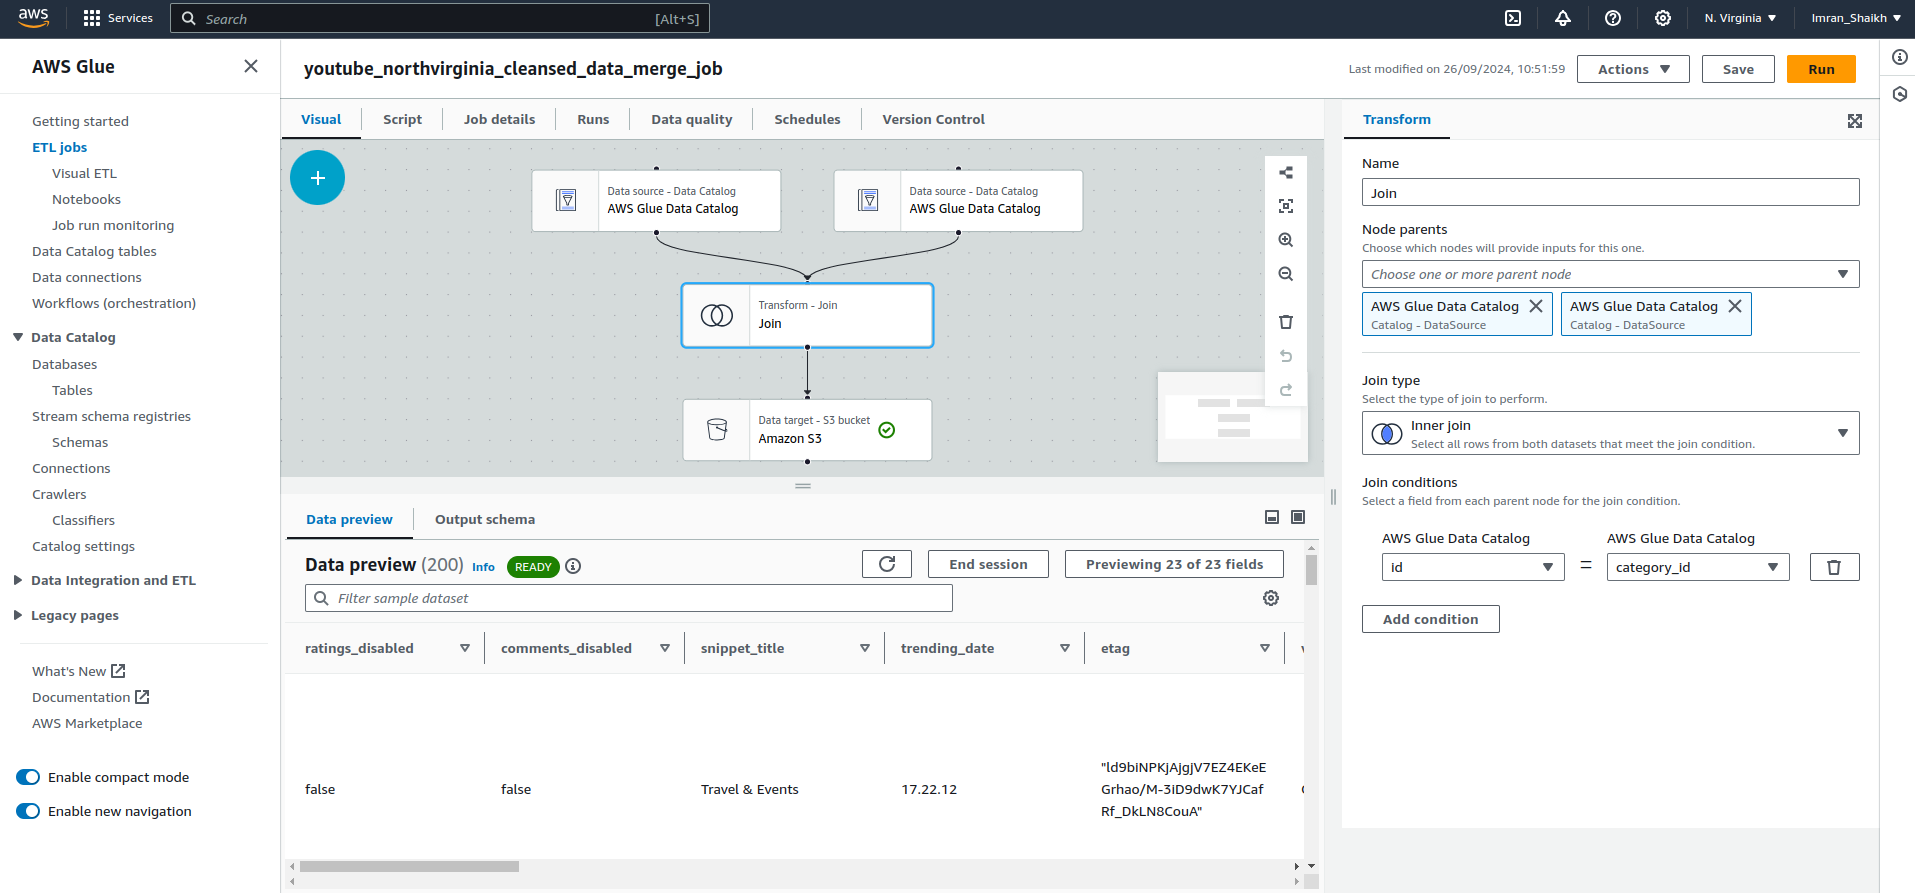 aws
Services
Search
[Alt+S]
N. Virginia
Imran_Shaikh
AWS Glue
Getting started
ETL jobs
Visual ETL
Notebooks
Job run monitoring
Data Catalog tables
Data connections
Workflows (orchestration)
Data Catalog
Databases
Tables
Stream schema registries
Schemas
Connections
Crawlers
Classifiers
Catalog settings
Data Integration and ETL
Legacy pages
What's New
Documentation
AWS Marketplace
Enable compact mode
Enable new navigation
youtube_northvirginia_cleansed_data_merge_job
Last modified on 26/09/2024, 10:51:59
Actions
Save
Run
Visual
Script
Job details
Runs
Data quality
Schedules
Version Control
Data source - Data Catalog
AWS Glue Data Catalog
Data source - Data Catalog
AWS Glue Data Catalog
Transform - Join
Join
Data target - S3 bucket
Amazon S3
Data preview
Output schema
Data preview (200) Info READY
End session
Previewing 23 of 23 fields
Filter sample dataset
ratings_disabled
comments_disabled
snippet_title
trending_date
etag
false
false
Travel & Events
17.22.12
"ld9biNPKjAjgjV7EZ4EKeE
Grhao/M-3iD9dwK7YJCaf
Rf_DkLN8CouA"
Transform
Name
Join
Node parents
Choose which nodes will provide inputs for this one.
Choose one or more parent node
AWS Glue Data Catalog
Catalog - DataSource
AWS Glue Data Catalog
Catalog - DataSource
Join type
Select the type of join to perform.
Inner join
Select all rows from both datasets that meet the join condition.
Join conditions
Select a field from each parent node for the join condition.
AWS Glue Data Catalog
AWS Glue Data Catalog
id
=
category_id
Add condition